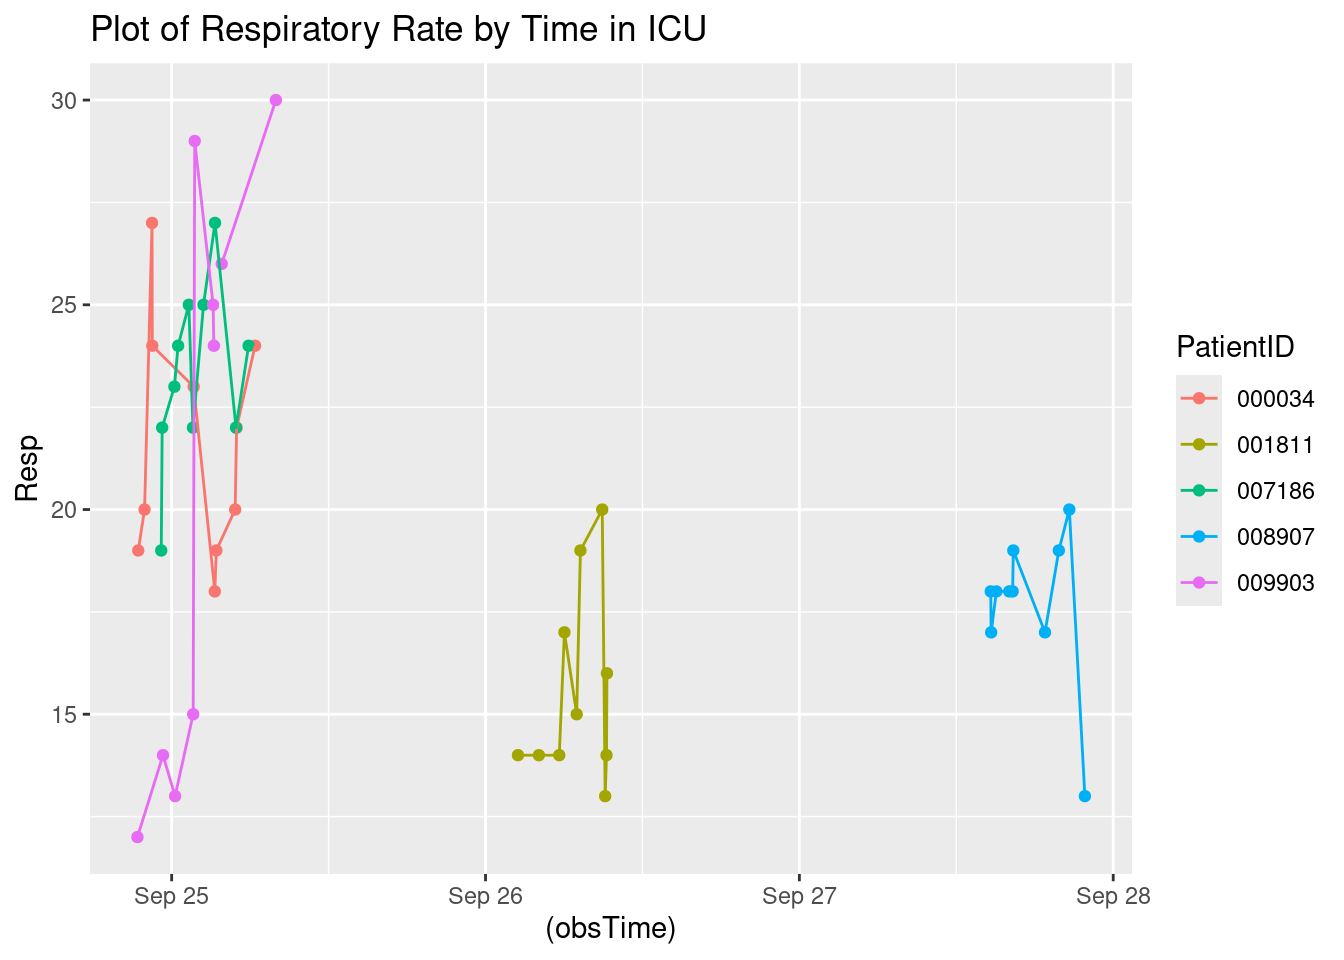 Plot of Respiratory Rate by Time in ICU
30
25
20
15
Resp
Sep 25
Sep 26
Sep 27
Sep 28
(obsTime)
PatientID
000034
001811
007186
008907
009903